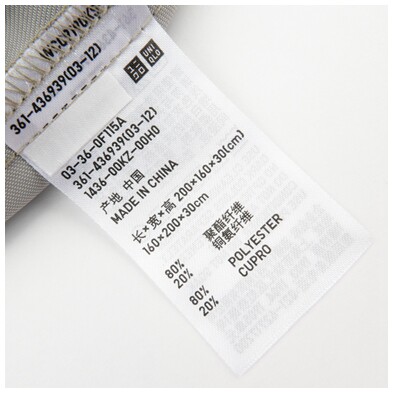 361-436939(03-12)
UNI
QLO
03-36-0F115A
361-436939(03-12)
1436-00KZ-00H0
产地 中国
MADE IN CHINA
长×宽×高 200×160×30(cm)
160×200×30cm
80% 聚酯纤维
20% 铜氨纤维
80% POLYESTER
20% CUPRO